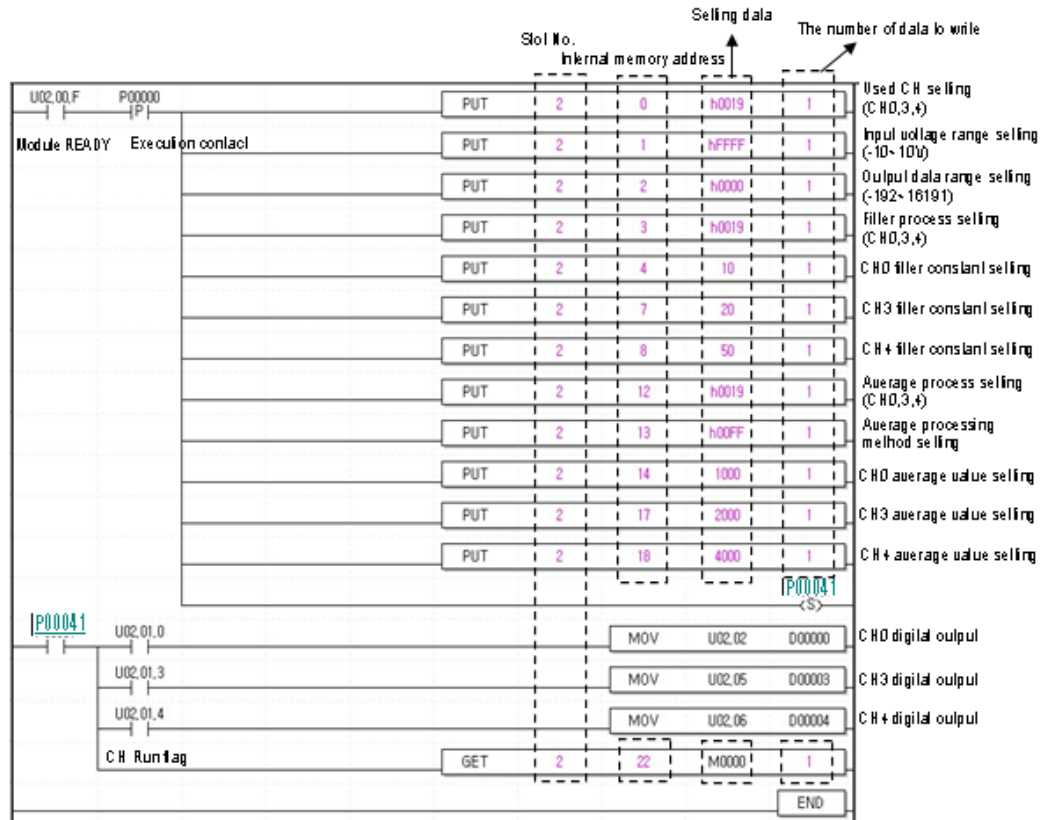 Setting data
The number of data to write
Slot No.
Internal memory address
U02.00.F P00000 PUT 2 0 h0019 1 Used CH setting
P (CH0,3,4)
Module READY Execution contact PUT 2 1 hFFFF 1 Input voltage range setting
(-10~10V)
PUT 2 2 h0000 1 Output data range setting
(-192~16191)
PUT 2 3 h0019 1 Filter process setting
(CH0,3,4)
PUT 2 4 10 1 CH0 filter constant setting
PUT 2 7 20 1 CH3 filter constant setting
PUT 2 8 50 1 CH4 filter constant setting
PUT 2 12 h0019 1 Average process setting
(CH0,3,4)
PUT 2 13 h00FF 1 Average processing
method setting
PUT 2 14 1000 1 CH0 average value setting
PUT 2 17 2000 1 CH3 average value setting
PUT 2 18 4000 1 CH4 average value setting
P00041
(S)
P00041 U02.01.0 MOV U02.02 D00000 CH0 digital output
U02.01.3 MOV U02.05 D00003 CH3 digital output
U02.01.4 MOV U02.06 D00004 CH4 digital output
CH Run flag GET 2 22 M0000 1
END